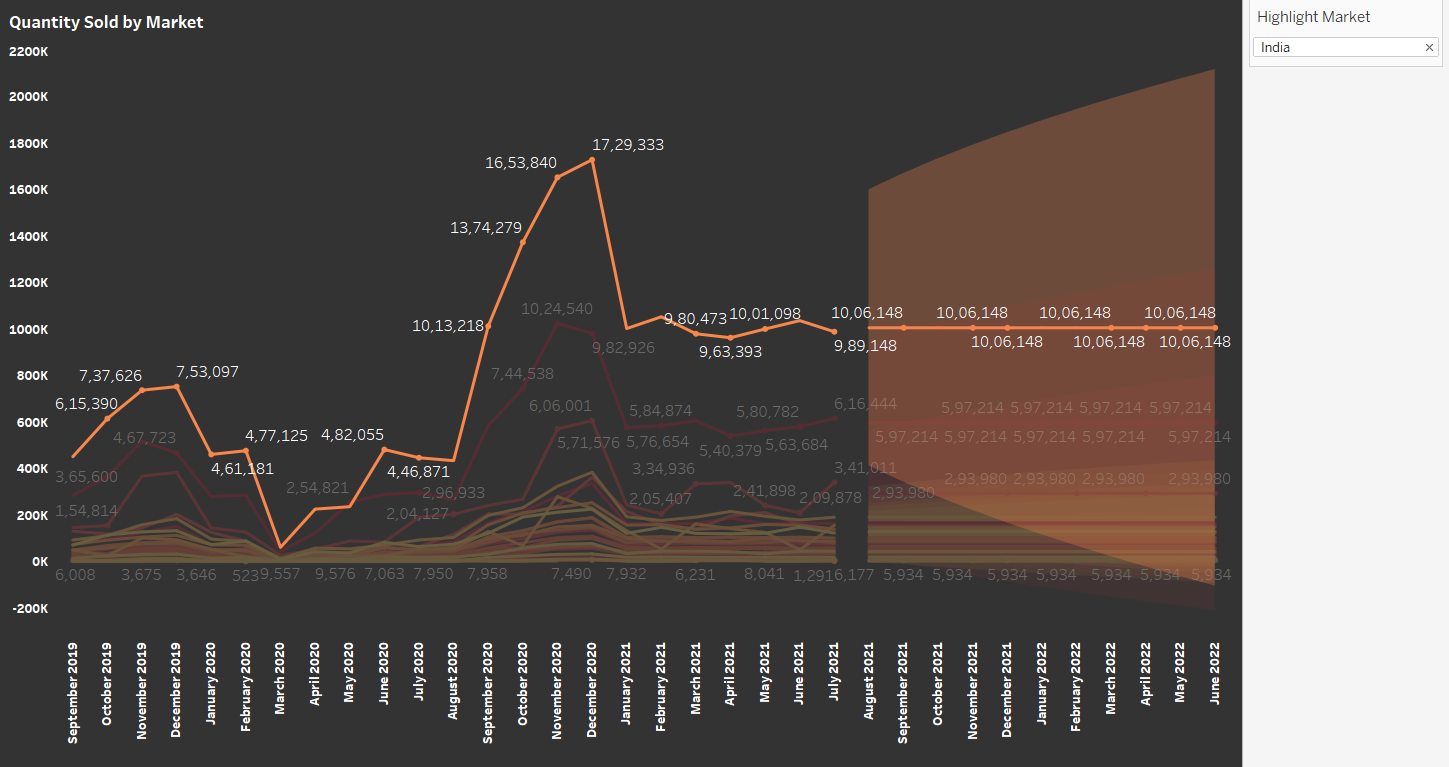 Quantity Sold by Market
Highlight Market
India
2200K
2000K
1800K
1600K
1400K
1200K
1000K
800K
600K
400K
200K
0K
-200K
17,29,333
16,53,840
13,74,279
10,24,540
10,13,218
9,80,473
10,01,098
10,06,148
10,06,148
10,06,148
10,06,148
9,82,926
9,63,393
9,89,148
10,06,148
10,06,148
10,06,148
7,37,626
7,53,097
7,44,538
6,15,390
6,06,001
5,84,874
5,80,782
6,16,444
5,97,214
5,97,214
5,97,214
5,97,214
4,67,723
4,77,125
4,82,055
5,71,576
5,76,654
5,40,379
5,63,684
5,97,214
5,97,214
5,97,214
5,97,214
5,97,214
3,65,600
4,61,181
4,46,871
3,34,936
3,41,011
2,54,821
2,96,933
2,05,407
2,41,898
2,09,878
2,93,980
2,93,980
2,93,980
2,93,980
2,93,980
1,54,814
2,04,127
6,008
3,675
3,646
523
9,557
9,576
7,063
7,950
7,958
7,490
7,932
6,231
8,041
1,291
6,177
5,934
5,934
5,934
5,934
5,934
5,934
5,934
September 2019
October 2019
November 2019
December 2019
January 2020
February 2020
March 2020
April 2020
May 2020
June 2020
July 2020
August 2020
September 2020
October 2020
November 2020
December 2020
January 2021
February 2021
March 2021
April 2021
May 2021
June 2021
July 2021
August 2021
September 2021
October 2021
November 2021
December 2021
January 2022
February 2022
March 2022
April 2022
May 2022
June 2022